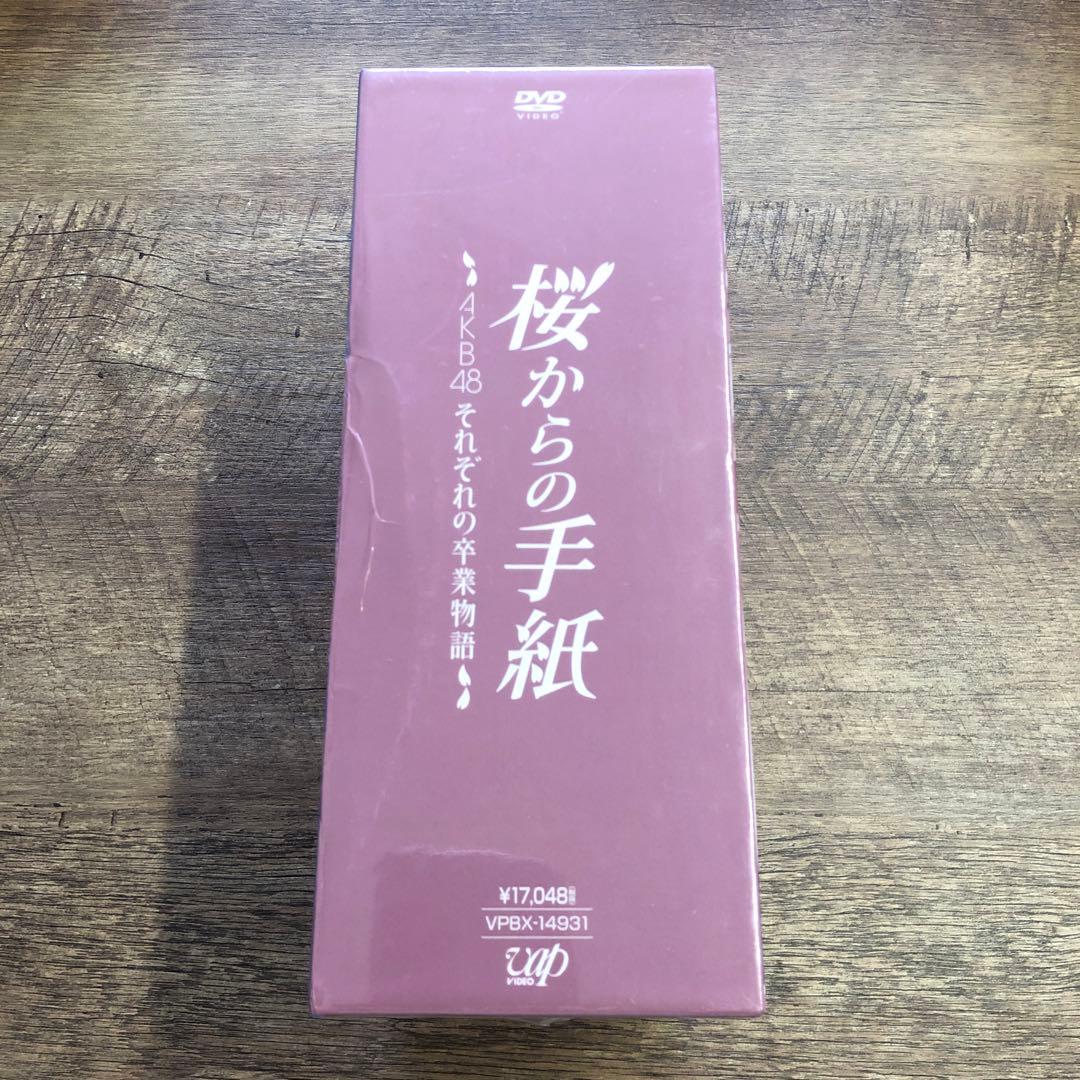 DVD
VIDEO
桜からの手紙
AKB48 それぞれの卒業物語
¥17,048
VPBX-14931
vap
VIDEO